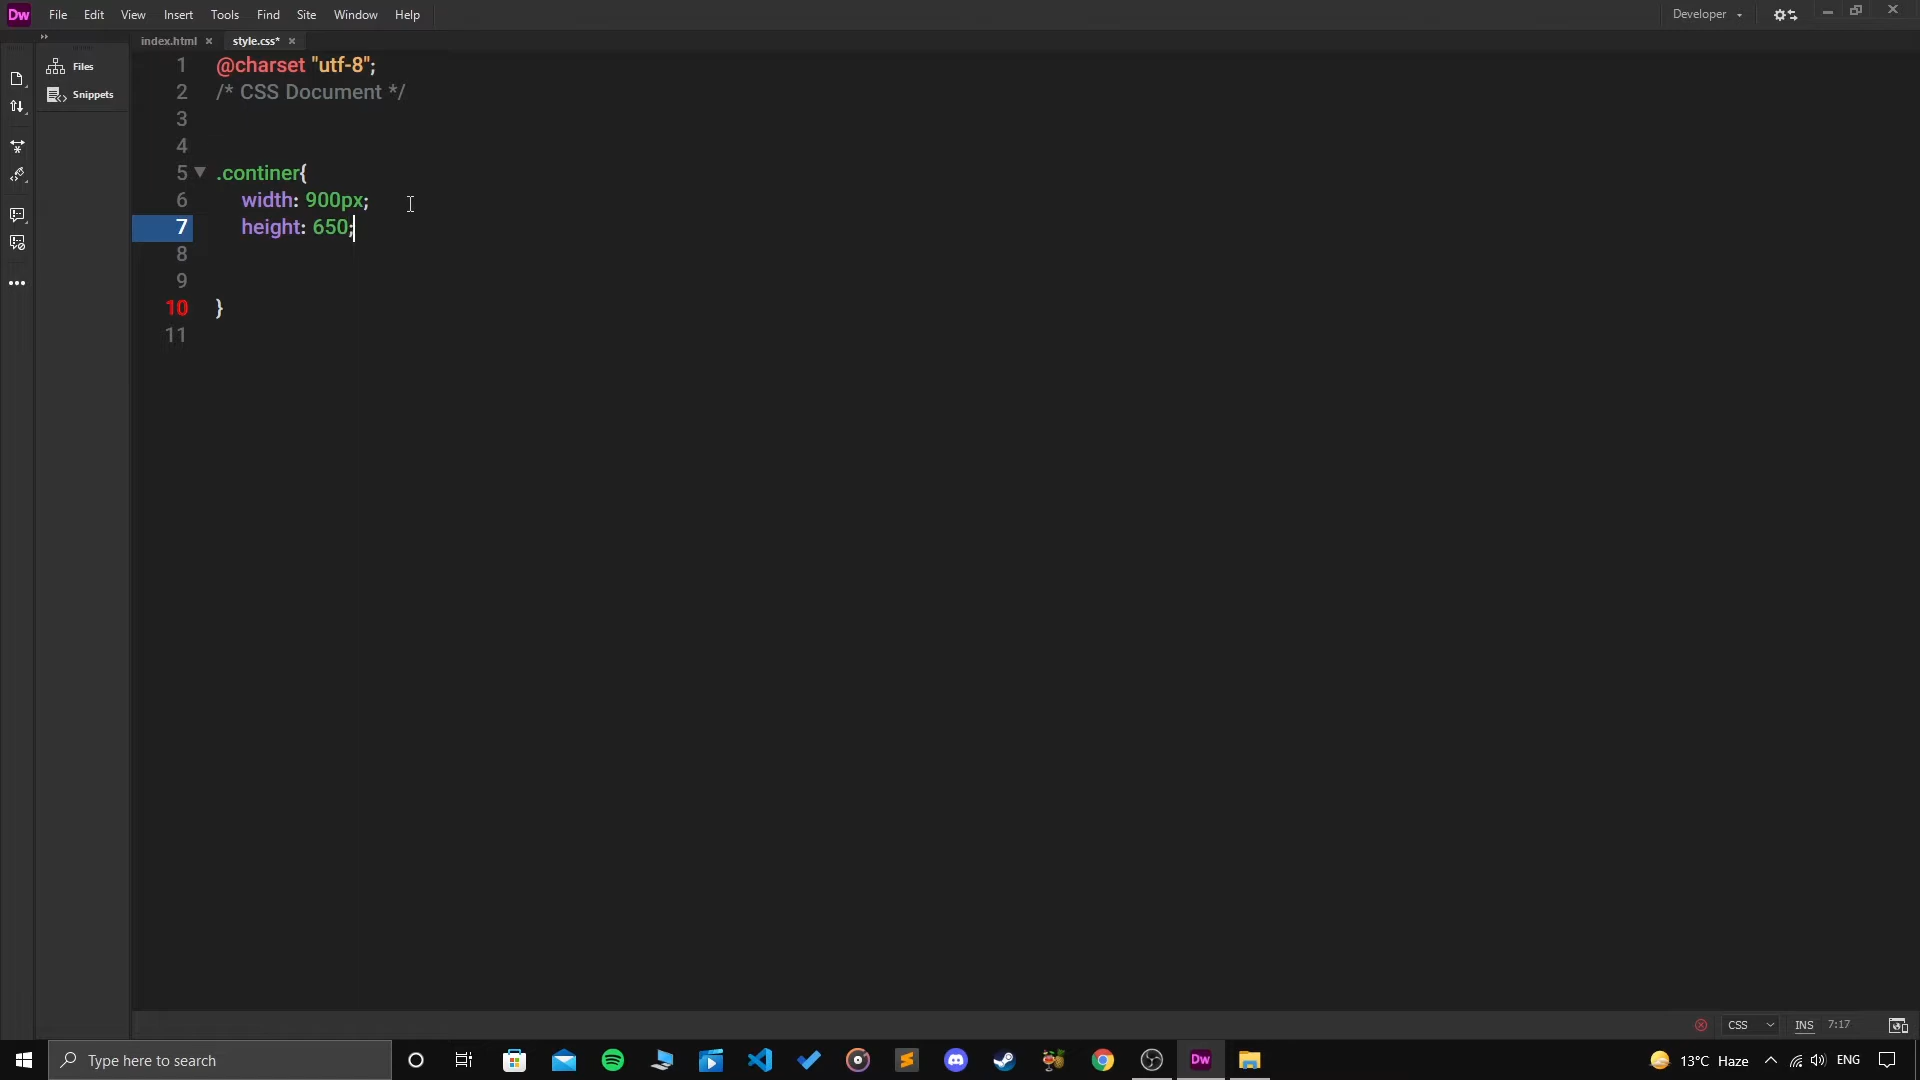 Dw File Edit View Insert Tools Find Site Window Help Developer
index.html × style.css* ×
Files
Snippets
1 @charset "utf-8";
2 /* CSS Document */
3
4
5 .continer{
6 width: 900px;
7 height: 650;
8
9
10 }
11
CSS INS 7:17
Type here to search Dw 13°C Haze ENG